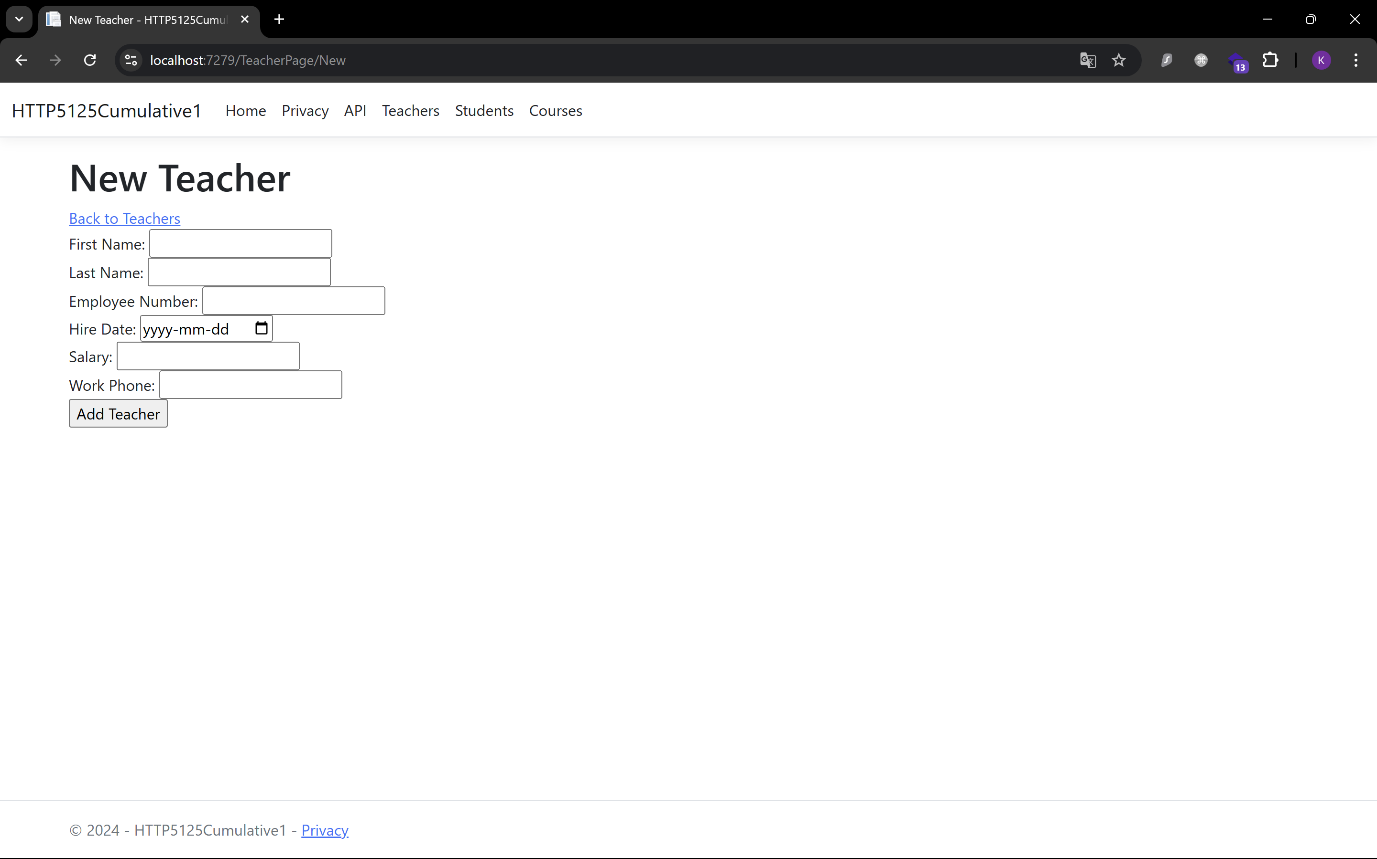 New Teacher - HTTP5125Cumul
localhost:7279/TeacherPage/New
13
K
HTTP5125Cumulative1 Home Privacy API Teachers Students Courses
New Teacher
Back to Teachers
First Name:
Last Name:
Employee Number:
Hire Date: yyyy-mm-dd
Salary:
Work Phone:
Add Teacher
© 2024 - HTTP5125Cumulative1 - Privacy